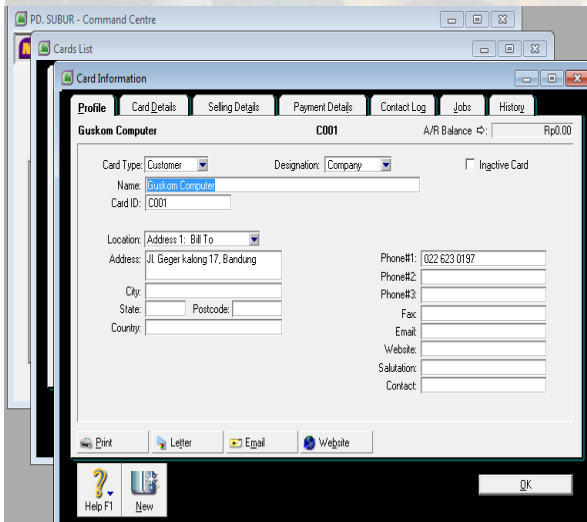 PD. SUBUR - Command Centre
Cards List
Card Information
Profile Card Details Selling Details Payment Details Contact Log Jobs History
Guskom Computer C001 A/R Balance ⇨: Rp0.00
Card Type: Customer Designation: Company Inactive Card
Name: Guskom Computer
Card ID: C001
Location: Address 1: Bill To
Address: Jl. Geger kalong 17, Bandung Phone#1: 022 623 0197
Phone#2:
City: Phone#3:
State: Postcode: Fax:
Country: Email:
Website:
Salutation:
Contact:
Print Letter Email Website
Help F1 New OK